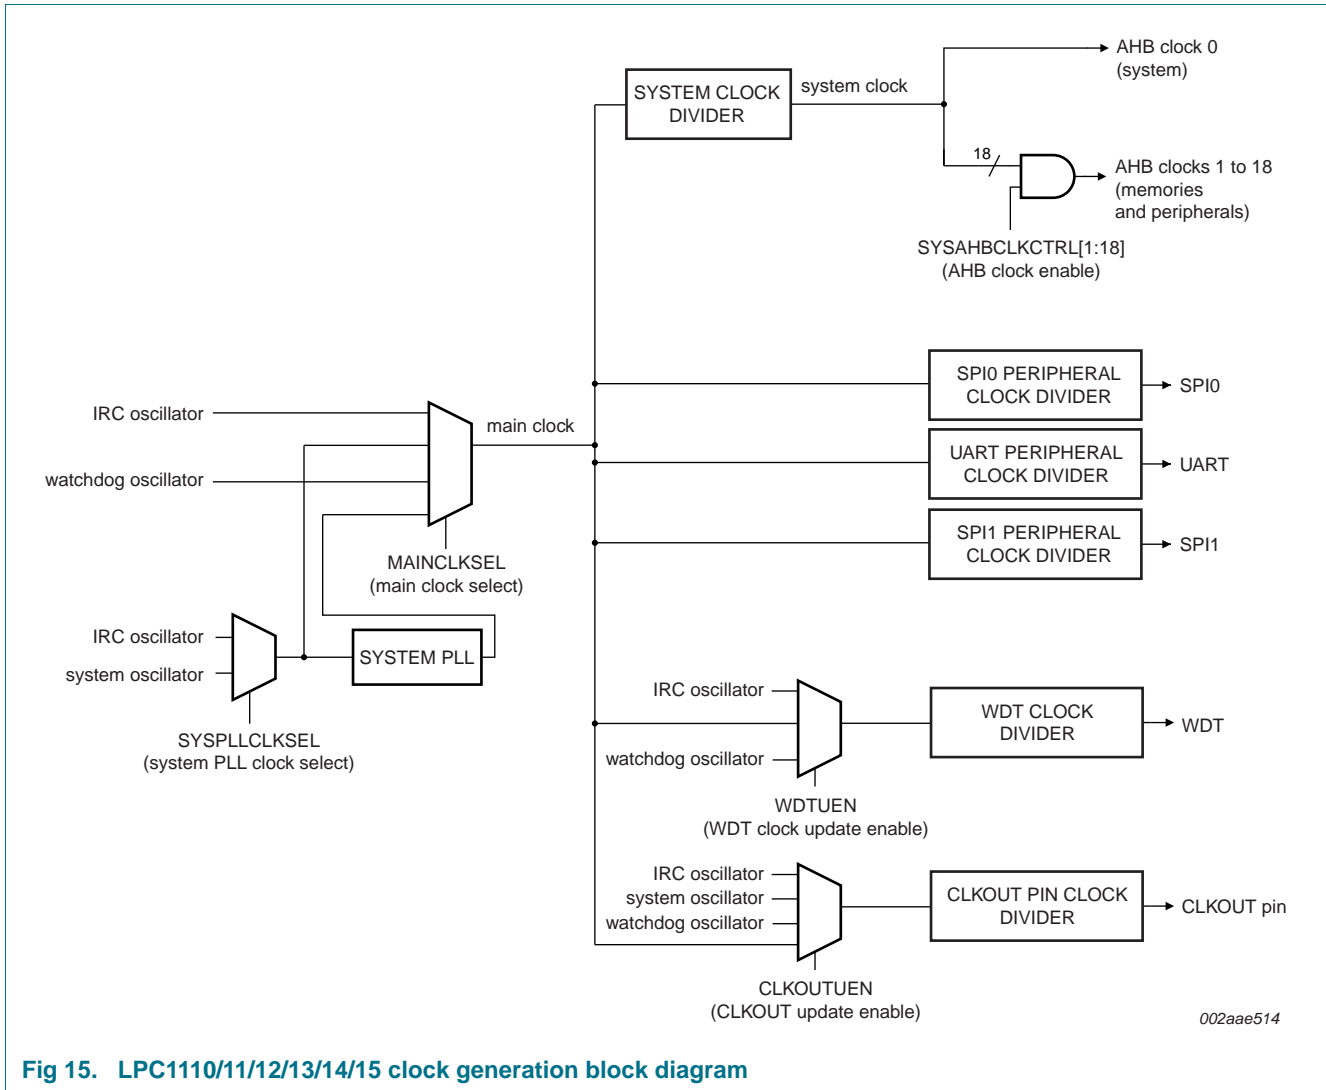 AHB clock 0
(system)
SYSTEM CLOCK
DIVIDER
system clock
18
AHB clocks 1 to 18
(memories
and peripherals)
SYSAHBCLKCTRL[1:18]
(AHB clock enable)
SPI0 PERIPHERAL
CLOCK DIVIDER
SPI0
IRC oscillator
main clock
UART PERIPHERAL
CLOCK DIVIDER
UART
watchdog oscillator
SPI1 PERIPHERAL
CLOCK DIVIDER
SPI1
MAINCLKSEL
(main clock select)
IRC oscillator
system oscillator
SYSTEM PLL
SYSPLLCLKSEL
(system PLL clock select)
IRC oscillator
watchdog oscillator
WDT CLOCK
DIVIDER
WDT
WDTUEN
(WDT clock update enable)
IRC oscillator
system oscillator
watchdog oscillator
CLKOUT PIN CLOCK
DIVIDER
CLKOUT pin
CLKOUTUEN
(CLKOUT update enable)
002aae514
Fig 15. LPC1110/11/12/13/14/15 clock generation block diagram